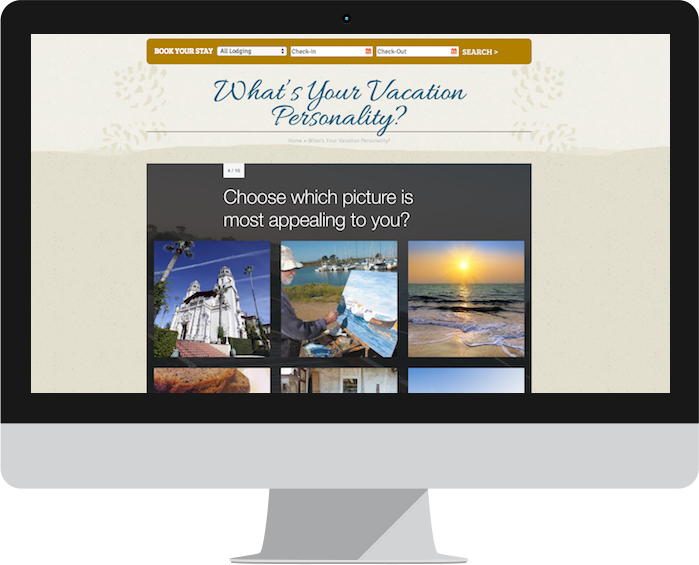 BOOK YOUR STAY All Lodging Check-In Check-Out SEARCH >
What's Your Vacation
Personality?
Home » What's Your Vacation Personality?
4 / 10
Choose which picture is
most appealing to you?